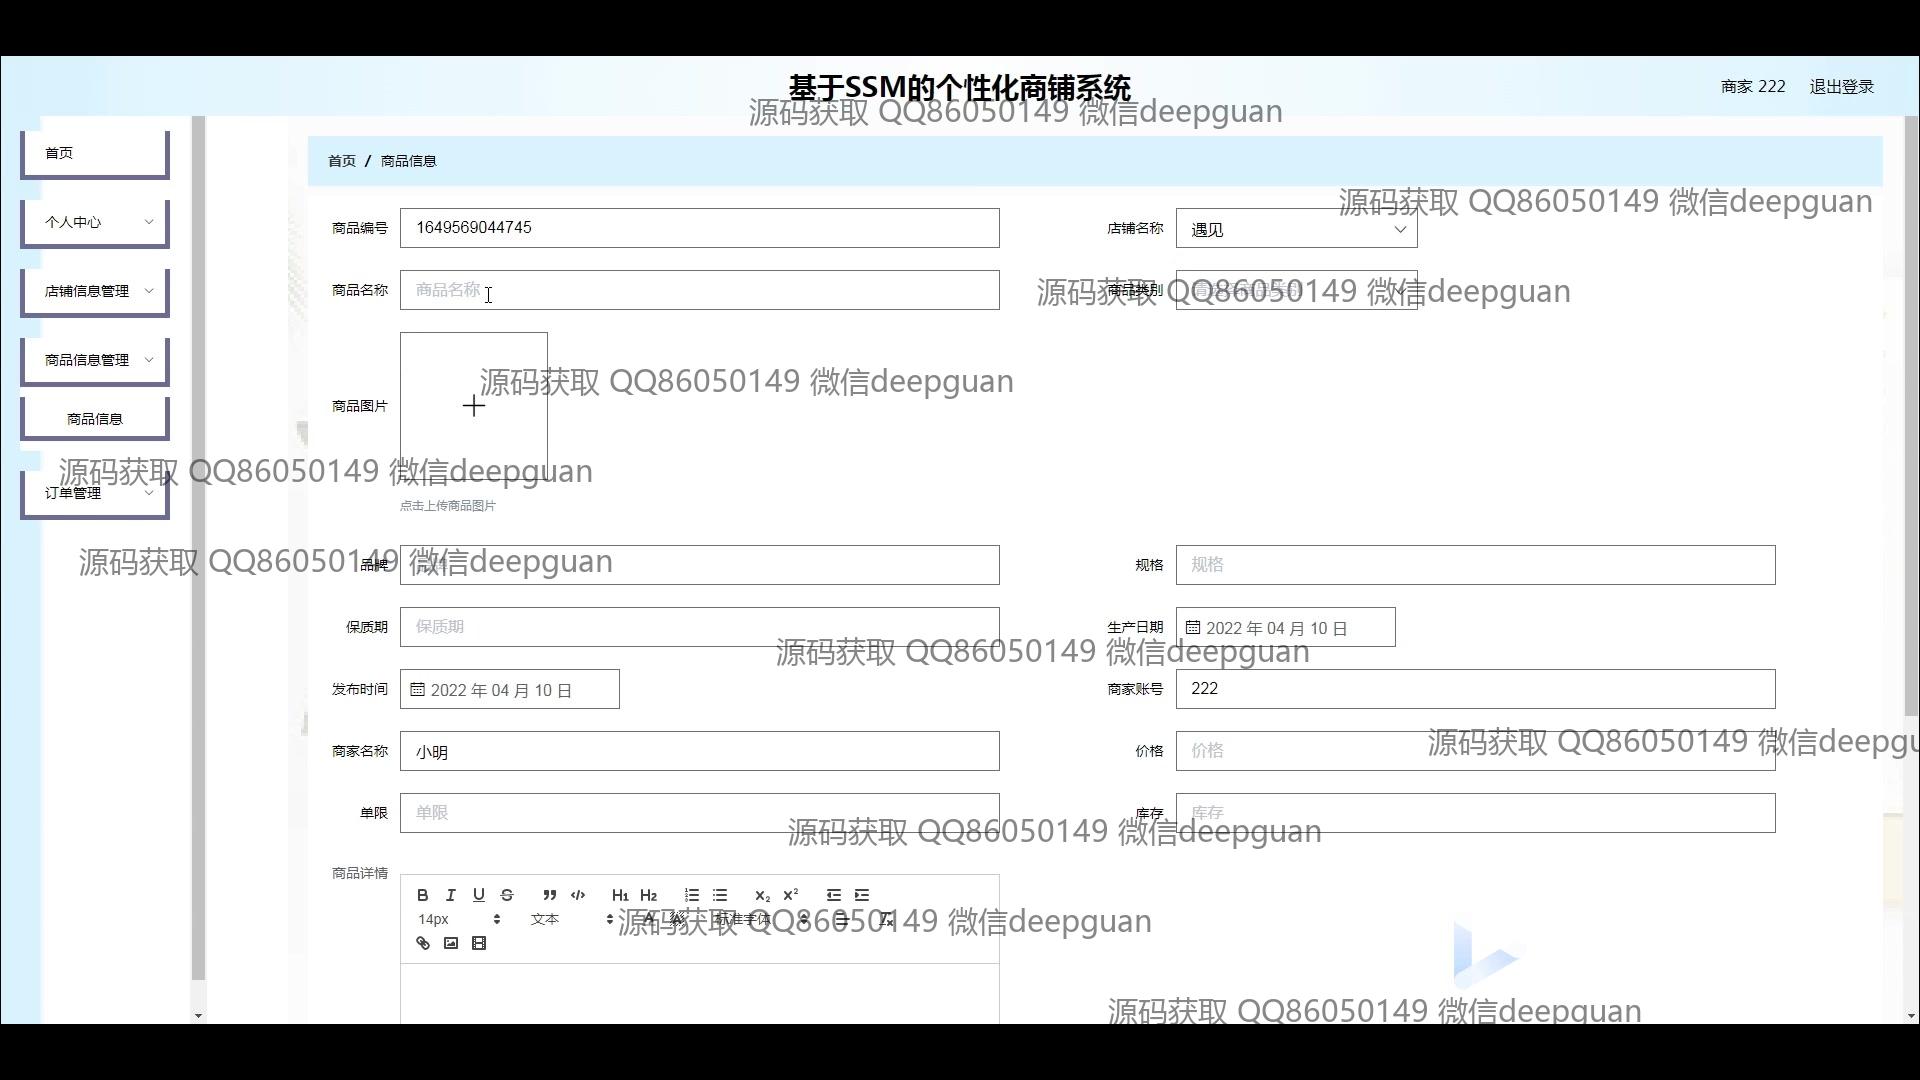 基于SSM的个性化商铺系统
商家 222
退出登录
源码获取 QQ86050149 微信deepguan
首页
个人中心
店铺信息管理
商品信息管理
商品信息
订单管理
首页 / 商品信息
源码获取 QQ86050149 微信deepguan
商品编号
1649569044745
店铺名称
遇见
商品名称
商品名称
商品类别
请选择商品类别
源码获取 QQ86050149 微信deepguan
源码获取 QQ86050149 微信deepguan
商品图片
点击上传商品图片
源码获取 QQ86050149 微信deepguan
源码获取 QQ86050149 微信deepguan
品牌
规格
规格
保质期
保质期
生产日期
2022 年 04 月 10 日
源码获取 QQ86050149 微信deepguan
发布时间
2022 年 04 月 10 日
商家账号
222
商家名称
小明
价格
价格
源码获取 QQ86050149 微信deepgu
单限
单限
库存
库存
源码获取 QQ86050149 微信deepguan
商品详情
B I U S H1 H2 x2 x2
14px
文本
标准字体
源码获取 QQ86050149 微信deepguan
源码获取 QQ86050149 微信deepguan